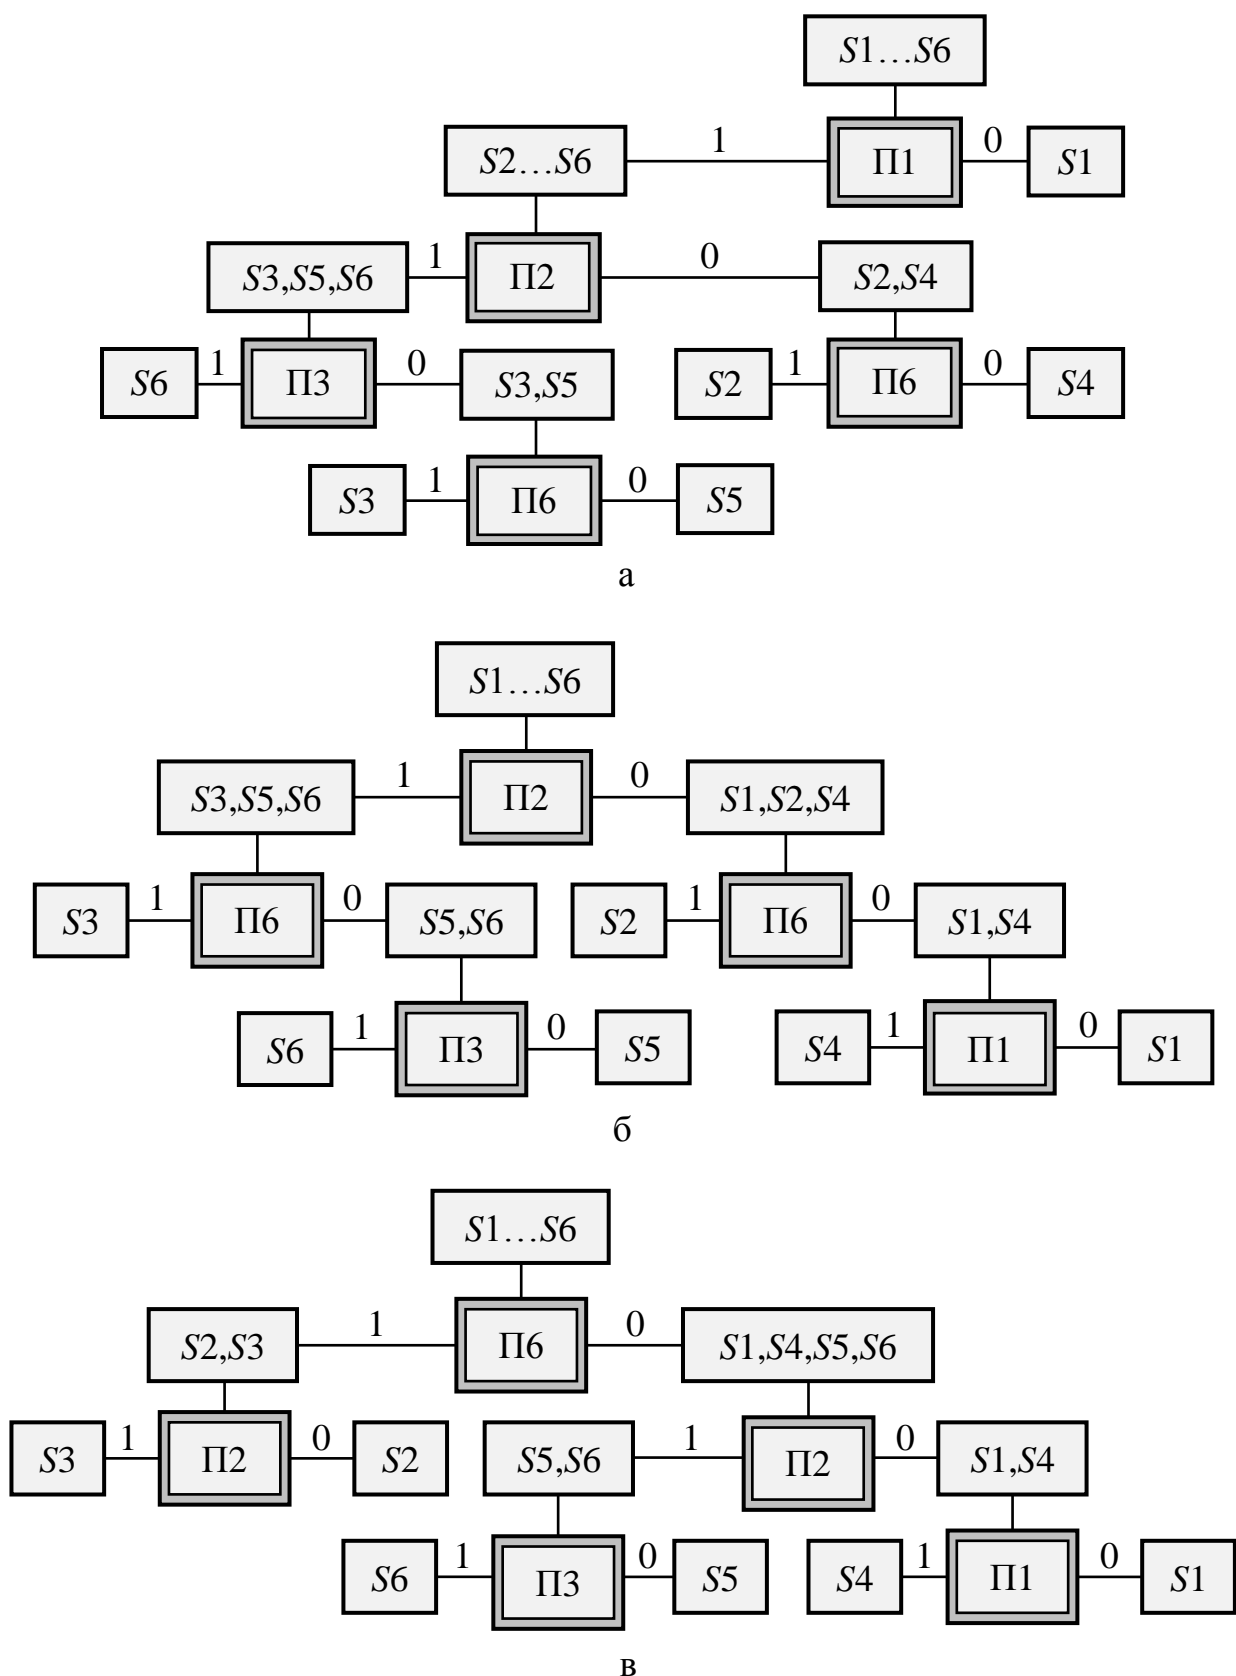 S1…S6
S2…S6 1 П1 0 S1
S3,S5,S6 1 П2 0 S2,S4
S6 1 П3 0 S3,S5 S2 1 П6 0 S4
S3 1 П6 0 S5
а
S1…S6
S3,S5,S6 1 П2 0 S1,S2,S4
S3 1 П6 0 S5,S6 S2 1 П6 0 S1,S4
S6 1 П3 0 S5 S4 1 П1 0 S1
б
S1…S6
S2,S3 1 П6 0 S1,S4,S5,S6
S3 1 П2 0 S2 S5,S6 1 П2 0 S1,S4
S6 1 П3 0 S5 S4 1 П1 0 S1
в